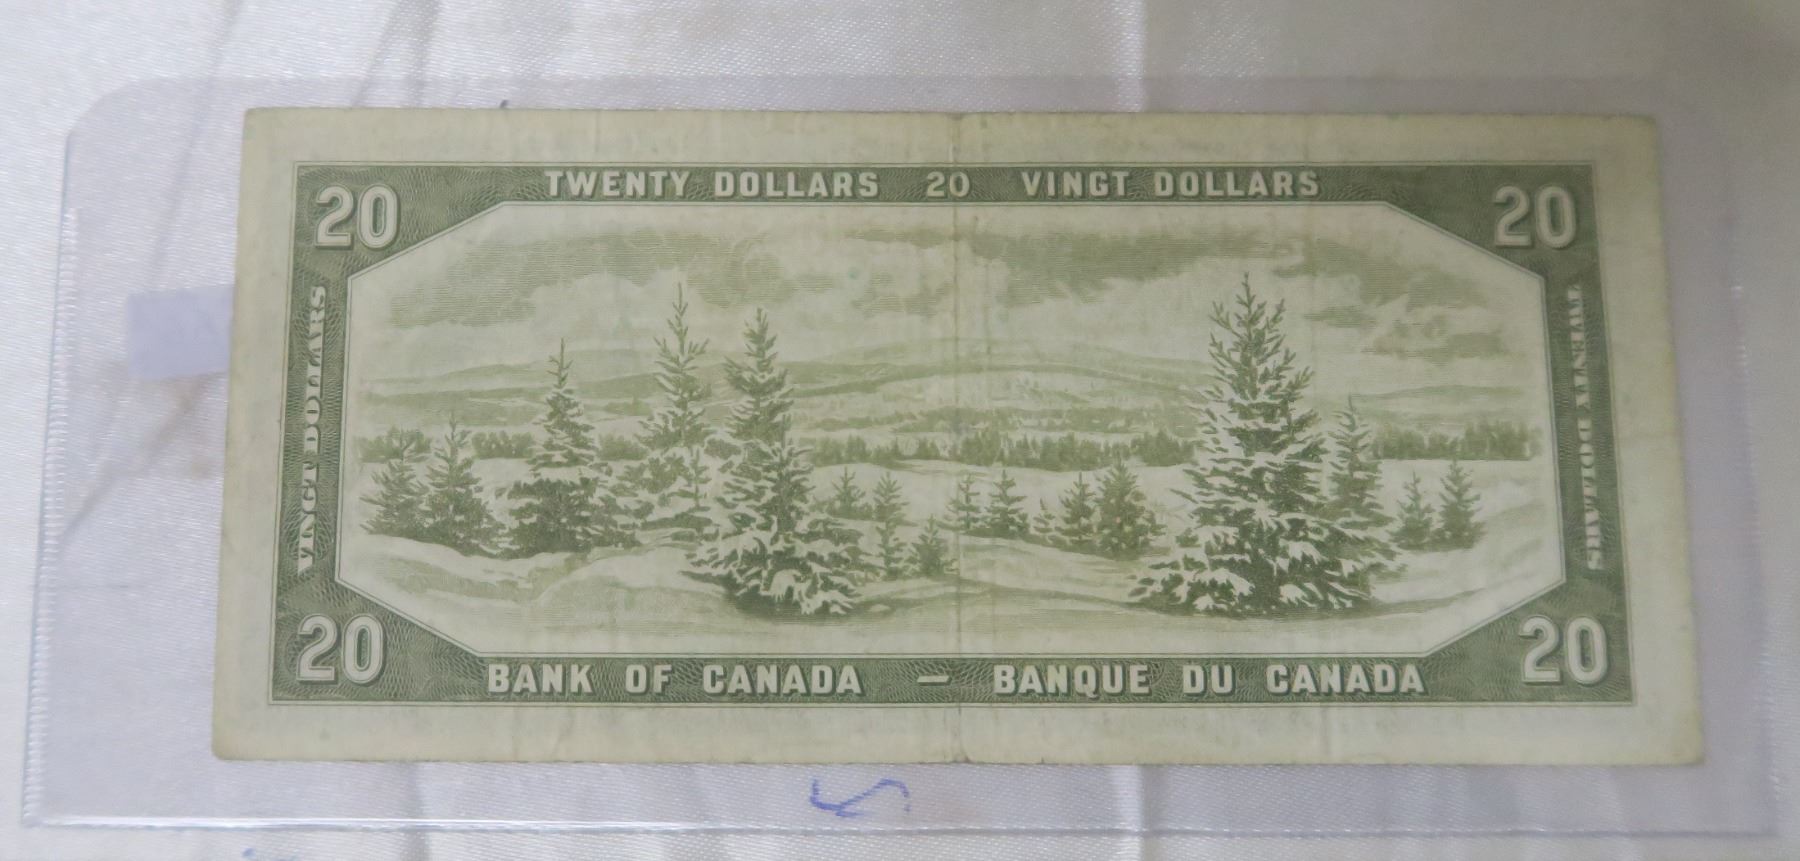 TWENTY DOLLARS 20 VINGT DOLLARS
20
20
VINGT DOLLARS
TWENTY DOLLARS
20
20
BANK OF CANADA – BANQUE DU CANADA